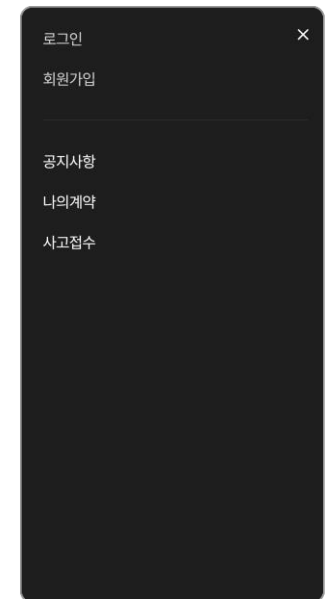 로그인
회원가입
공지사항
나의계약
사고접수